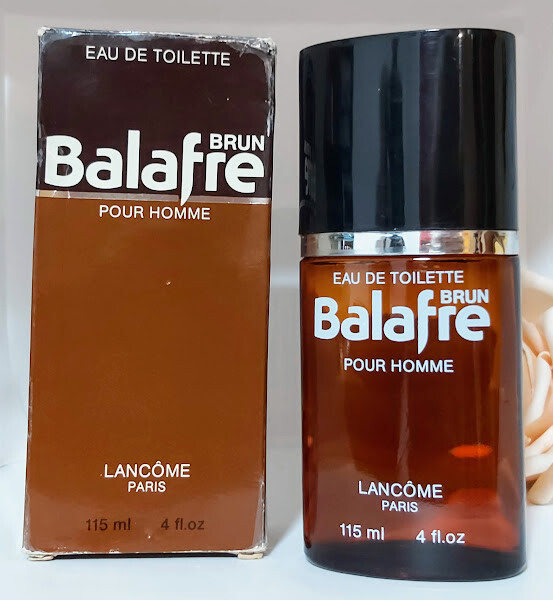 EAU DE TOILETTE
BRUN
Balafre
POUR HOMME
LANCÔME
PARIS
115 ml 4 fl.oz
EAU DE TOILETTE
BRUN
Balafre
POUR HOMME
LANCÔME
PARIS
115 ml 4 fl.oz